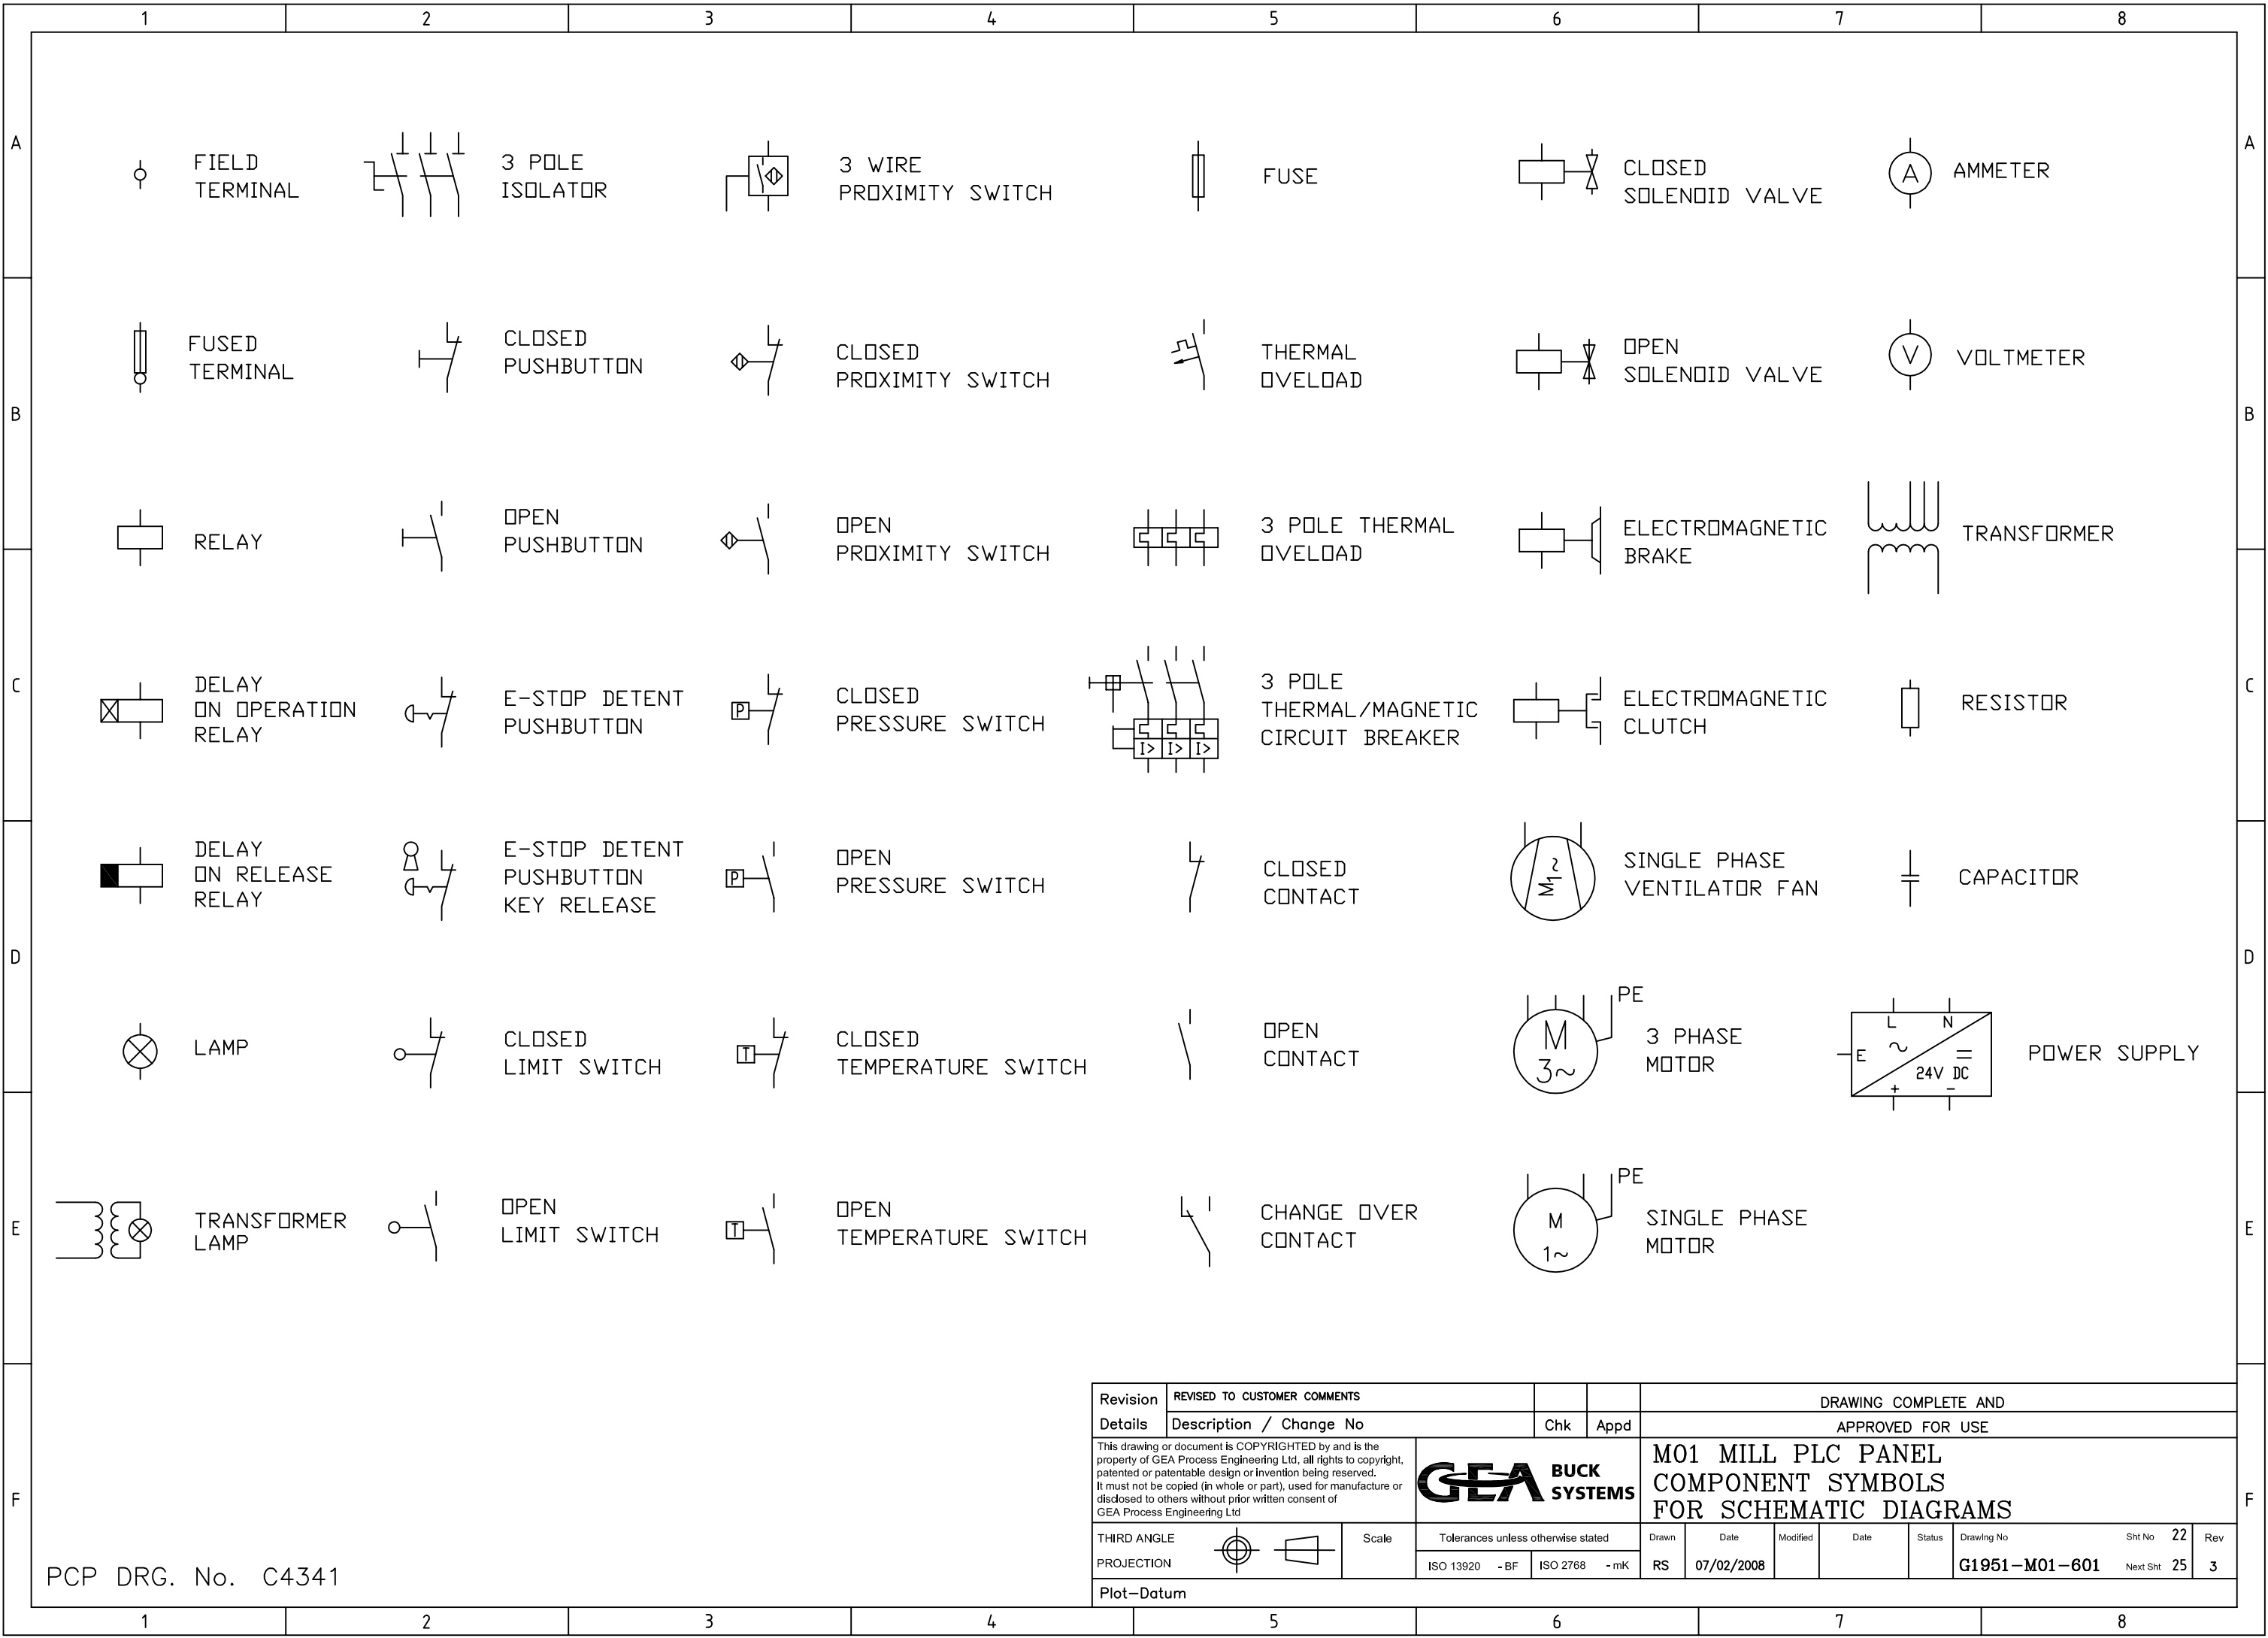 1 2 3 4 5 6 7 8
A A
FIELD
TERMINAL
3 POLE
ISOLATOR
3 WIRE
PROXIMITY SWITCH
FUSE
CLOSED
SOLENOID VALVE
A
AMMETER
B B
FUSED
TERMINAL
CLOSED
PUSHBUTTON
CLOSED
PROXIMITY SWITCH
THERMAL
OVELOAD
OPEN
SOLENOID VALVE
V
VOLTMETER
RELAY
OPEN
PUSHBUTTON
OPEN
PROXIMITY SWITCH
3 POLE THERMAL
OVELOAD
ELECTROMAGNETIC
BRAKE
TRANSFORMER
C C
DELAY
ON OPERATION
RELAY
E-STOP DETENT
PUSHBUTTON
P
CLOSED
PRESSURE SWITCH
I> I> I>
3 POLE
THERMAL/MAGNETIC
CIRCUIT BREAKER
ELECTROMAGNETIC
CLUTCH
RESISTOR
DELAY
ON RELEASE
RELAY
E-STOP DETENT
PUSHBUTTON
KEY RELEASE
P
OPEN
PRESSURE SWITCH
CLOSED
CONTACT
M1~
SINGLE PHASE
VENTILATOR FAN
CAPACITOR
D D
LAMP
CLOSED
LIMIT SWITCH
T
CLOSED
TEMPERATURE SWITCH
OPEN
CONTACT
PE
M
3~
3 PHASE
MOTOR
L N
E ~ =
24V DC
+ -
POWER SUPPLY
E E
TRANSFORMER
LAMP
OPEN
LIMIT SWITCH
T
OPEN
TEMPERATURE SWITCH
CHANGE OVER
CONTACT
PE
M
1~
SINGLE PHASE
MOTOR
F F
PCP DRG. No. C4341
Revision
Details
REVISED TO CUSTOMER COMMENTS
Description / Change No
Chk
Appd
DRAWING COMPLETE AND
APPROVED FOR USE
This drawing or document is COPYRIGHTED by and is the
property of GEA Process Engineering Ltd, all rights to copyright,
patented or patentable design or invention being reserved.
It must not be copied (in whole or part), used for manufacture or
disclosed to others without prior written consent of
GEA Process Engineering Ltd
GEA
BUCK
SYSTEMS
M01 MILL PLC PANEL
COMPONENT SYMBOLS
FOR SCHEMATIC DIAGRAMS
THIRD ANGLE
PROJECTION
Scale
Tolerances unless otherwise stated
ISO 13920 -BF
ISO 2768 -mK
Drawn
RS
Date
07/02/2008
Modified
Date
Status
Drawing No
G1951-M01-601
Sht No 22
Next Sht 25
Rev
3
Plot-Datum
1 2 3 4 5 6 7 8